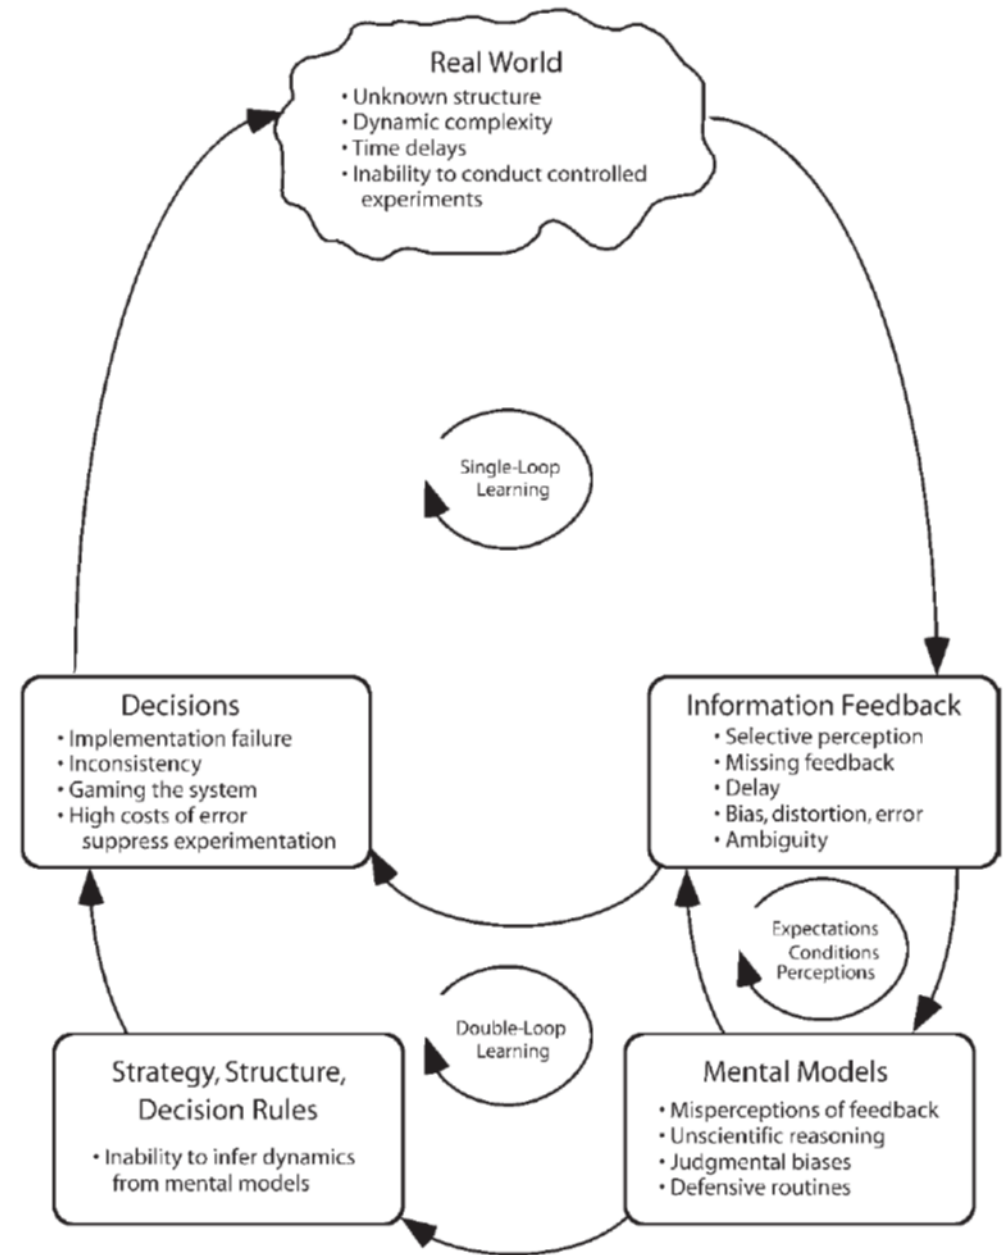 Real World
• Unknown structure
• Dynamic complexity
• Time delays
• Inability to conduct controlled
experiments
Single-Loop
Learning
Decisions
• Implementation failure
• Inconsistency
• Gaming the system
• High costs of error
suppress experimentation
Information Feedback
• Selective perception
• Missing feedback
• Delay
• Bias, distortion, error
• Ambiguity
Expectations
Conditions
Perceptions
Double-Loop
Learning
Strategy, Structure,
Decision Rules
• Inability to infer dynamics
from mental models
Mental Models
• Misperceptions of feedback
• Unscientific reasoning
• Judgmental biases
• Defensive routines